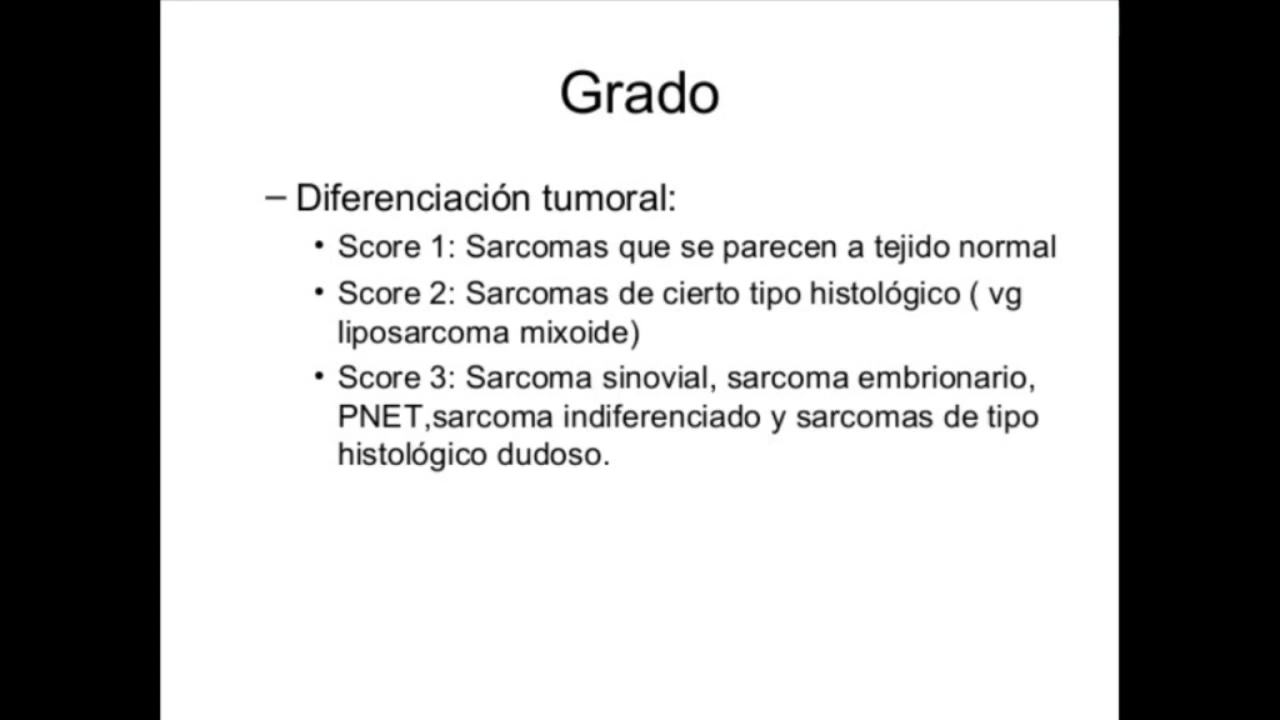 Grado
– Diferenciación tumoral:
• Score 1: Sarcomas que se parecen a tejido normal
• Score 2: Sarcomas de cierto tipo histológico ( vg
liposarcoma mixoide)
• Score 3: Sarcoma sinovial, sarcoma embrionario,
PNET,sarcoma indiferenciado y sarcomas de tipo
histológico dudoso.